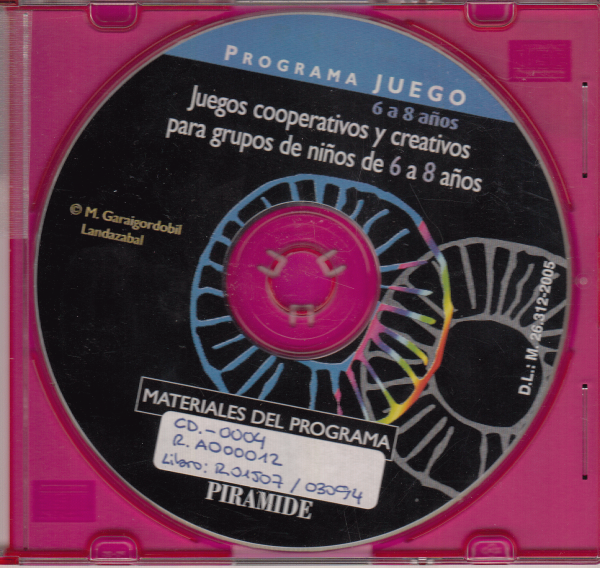 PROGRAMA JUEGO
6 a 8 años
Juegos cooperativos y creativos
para grupos de niños de 6 a 8 años
© M. Garaigordobil
Landazabal
D.L.: M. 26.312-2005
MATERIALES DEL PROGRAMA
CD.-0004
R. A000012
Libro: R.01507 / 03094
PIRAMIDE